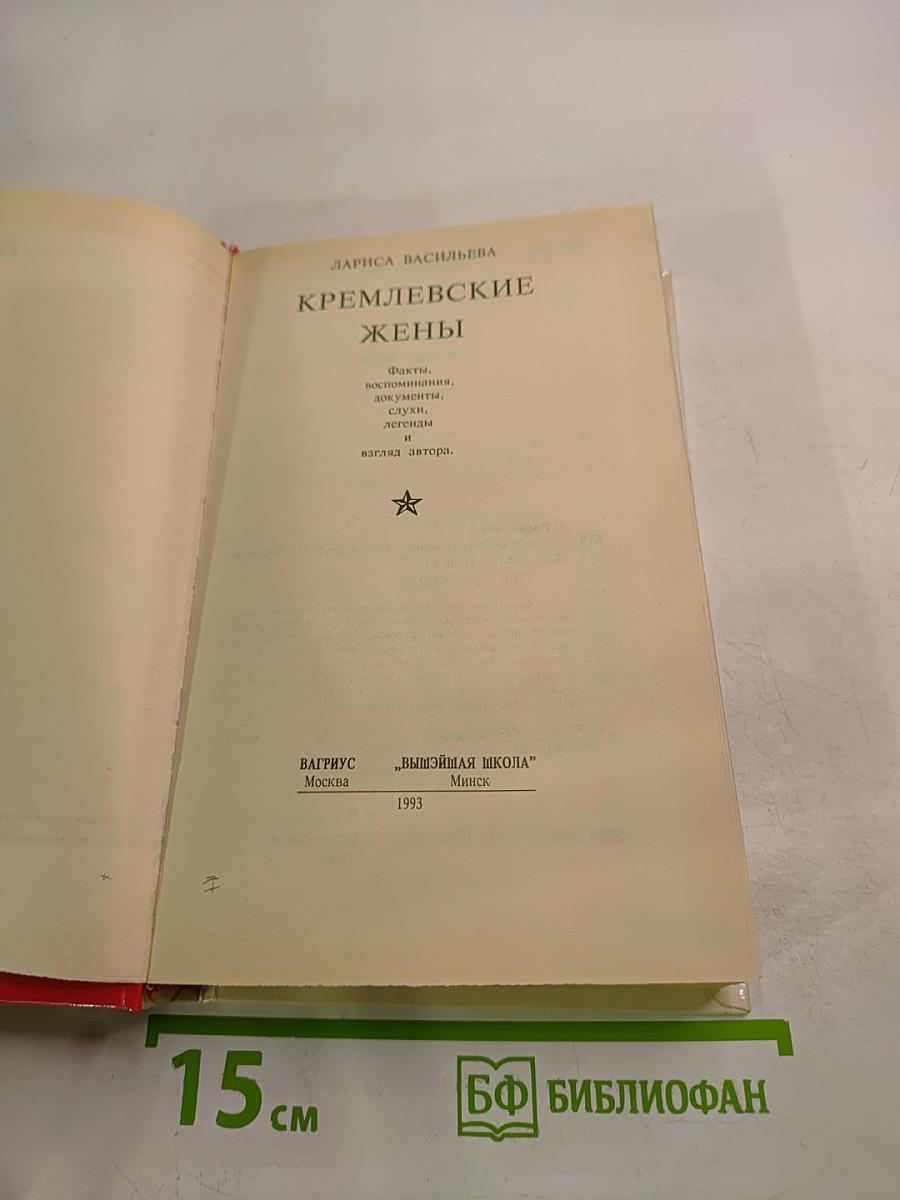 ЛАРИСА ВАСИЛЬЕВА
КРЕМЛЕВСКИЕ
ЖЕНЫ
Факты,
воспоминания,
документы,
слухи,
легенды
и
взгляд автора.
ВАГРИУС „ВЫШЭЙШАЯ ШКОЛА”
Москва Минск
1993
15 см
БФ БИБЛИОФАН